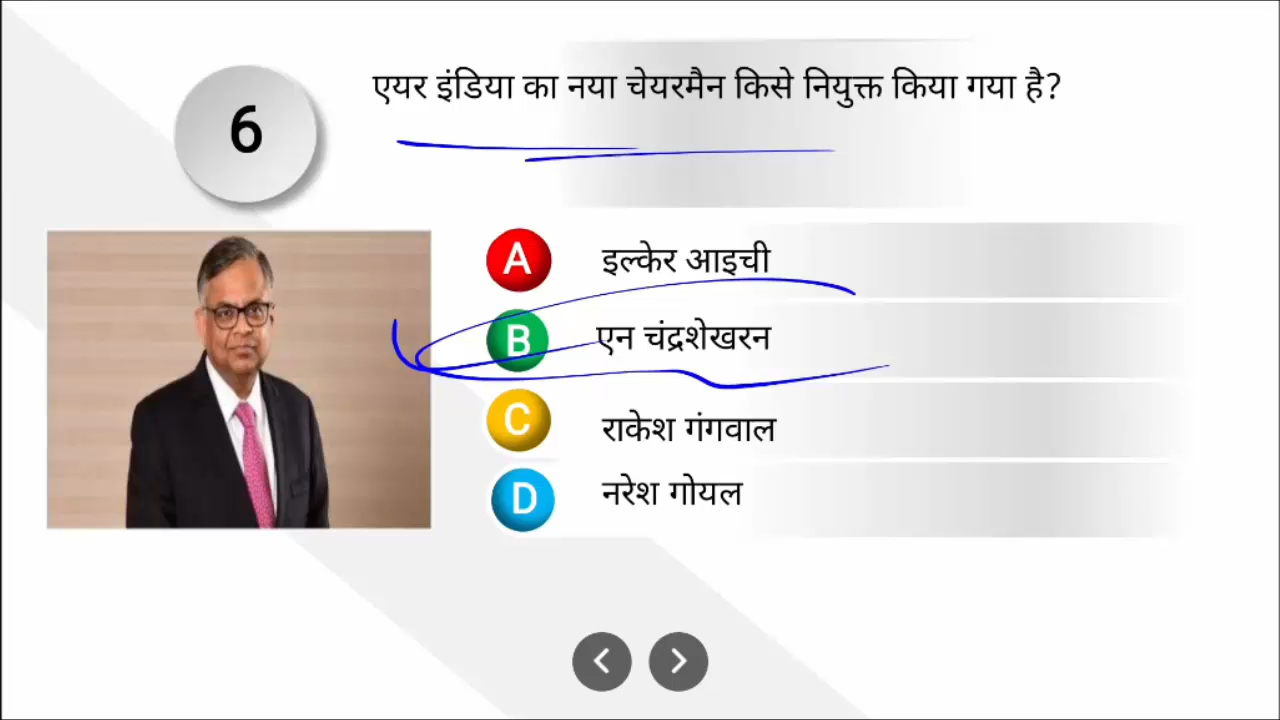 6
एयर इंडिया का नया चेयरमैन किसे नियुक्त किया गया है?
A इल्केर आइची
B एन चंद्रशेखरन
C राकेश गंगवाल
D नरेश गोयल